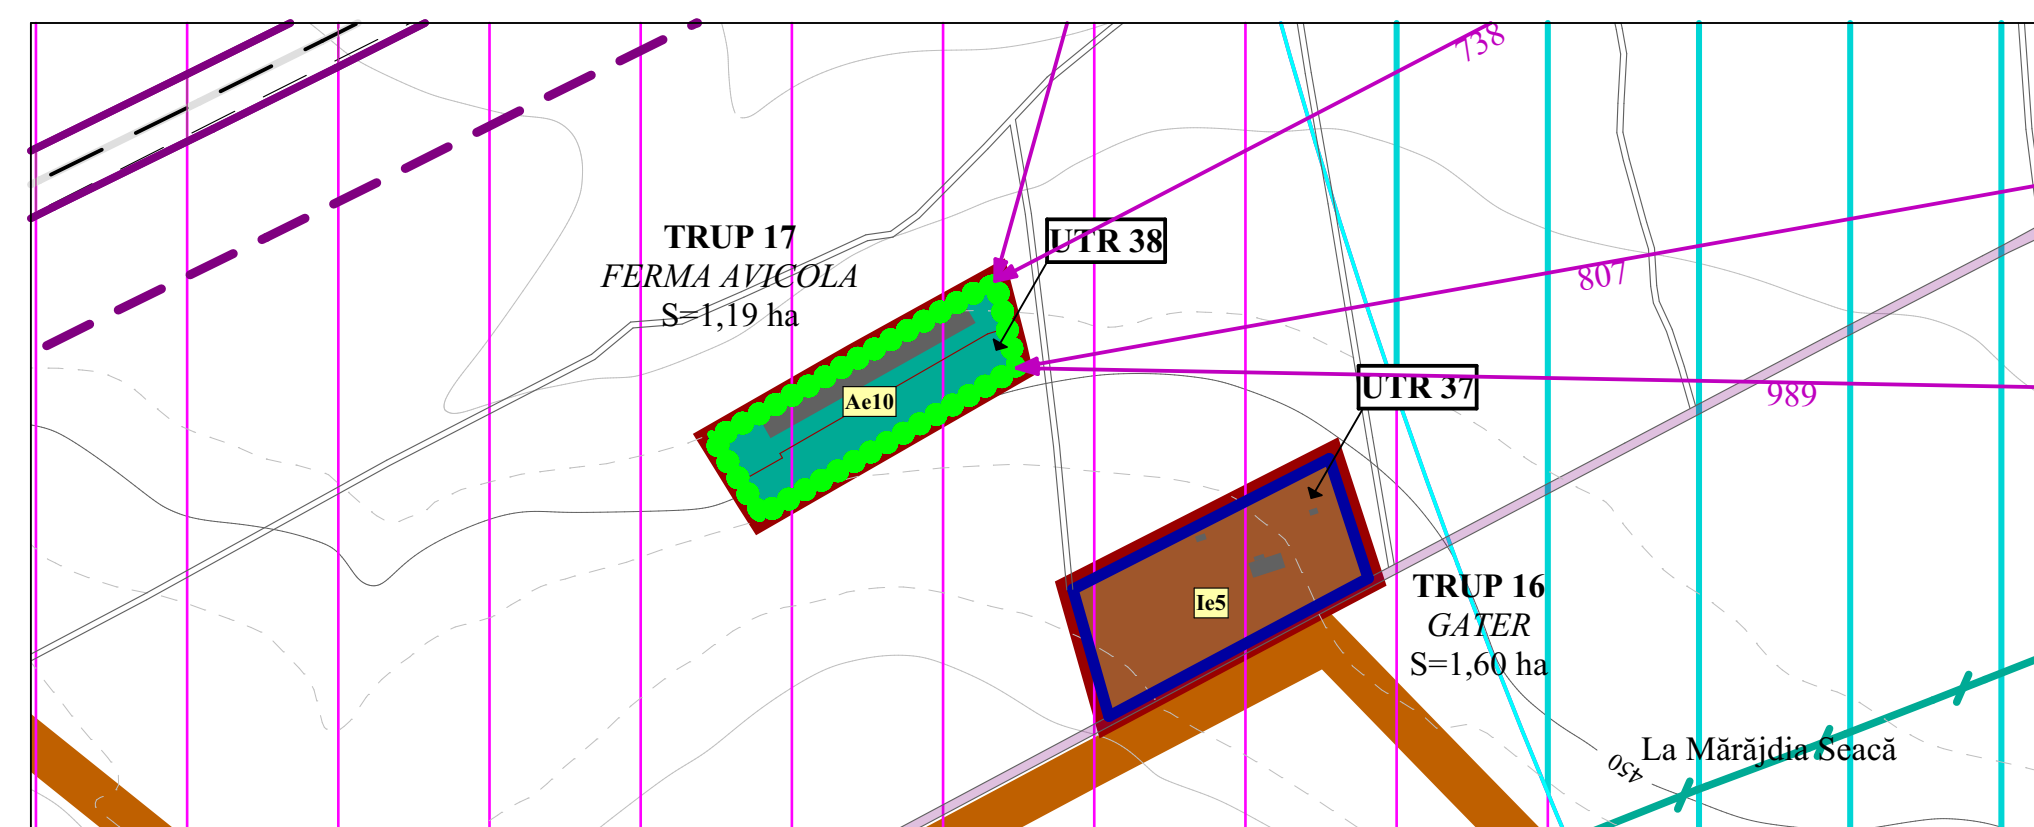 738
TRUP 17
FERMA AVICOLA
S=1,19 ha
UTR 38
807
Ae10
UTR 37
989
Ie5
TRUP 16
GATER
S=1,60 ha
La Mărăjdia Seacă
450